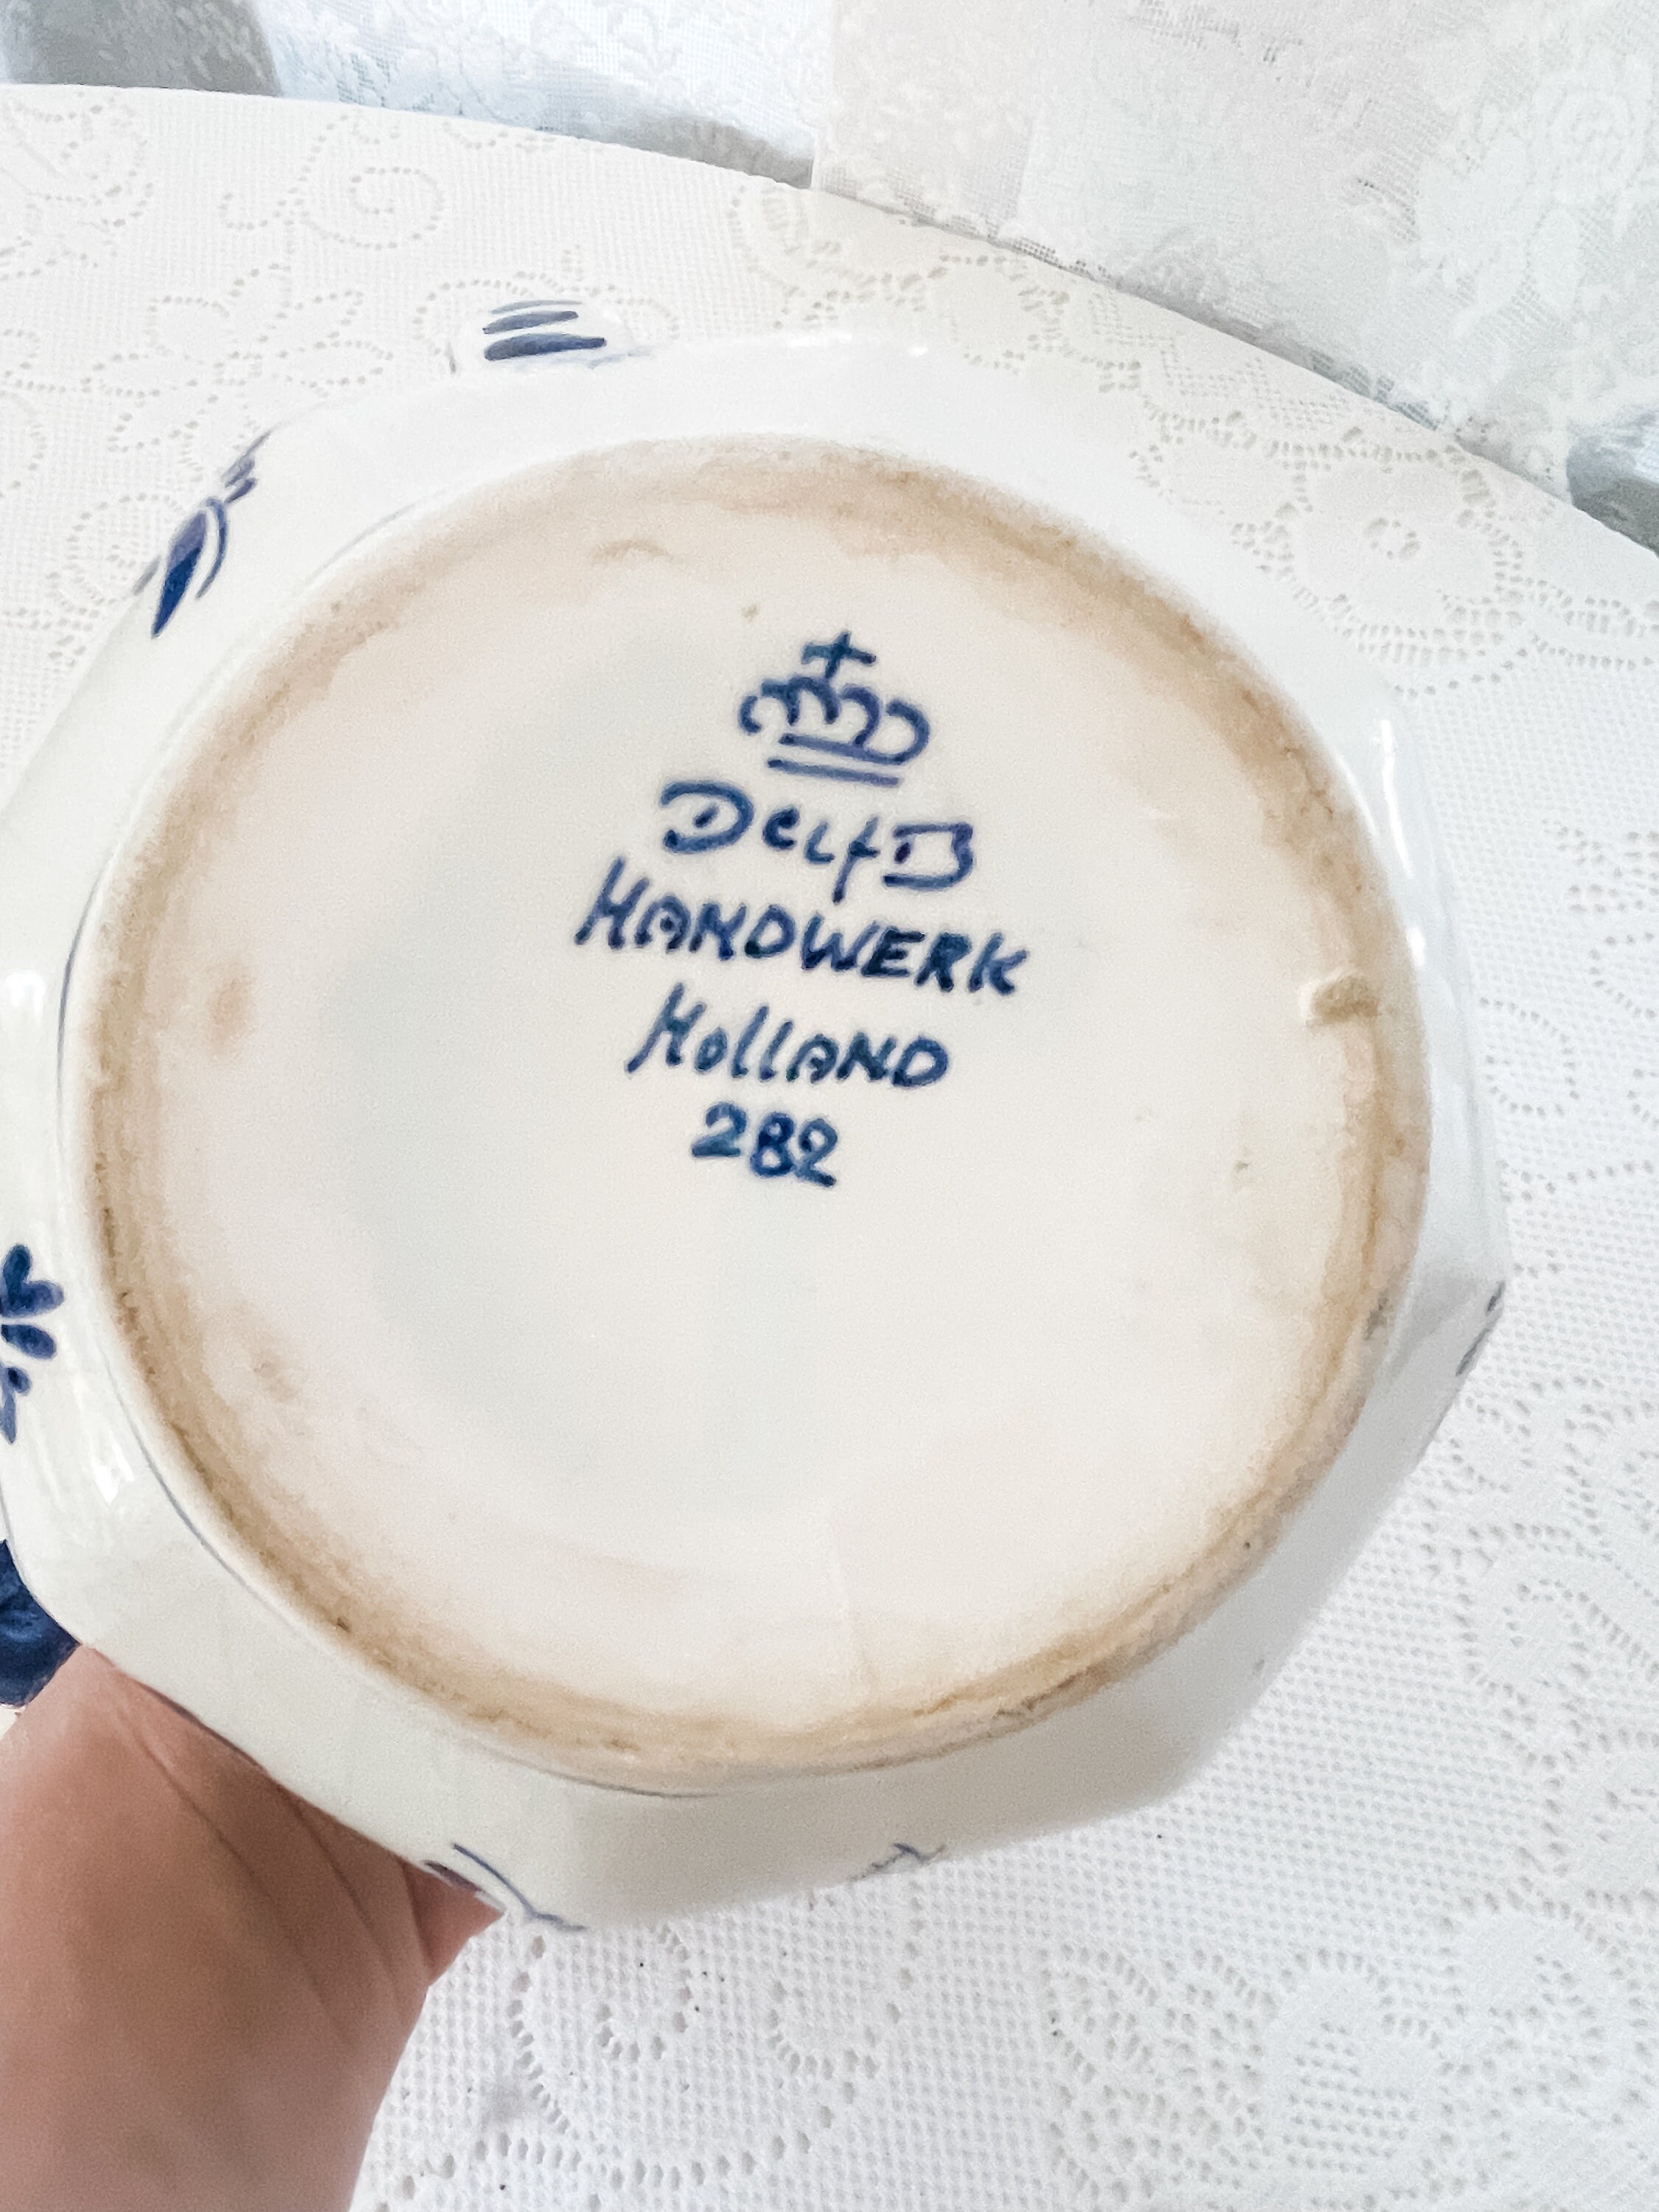 Delft
HANDWERK
Holland
282